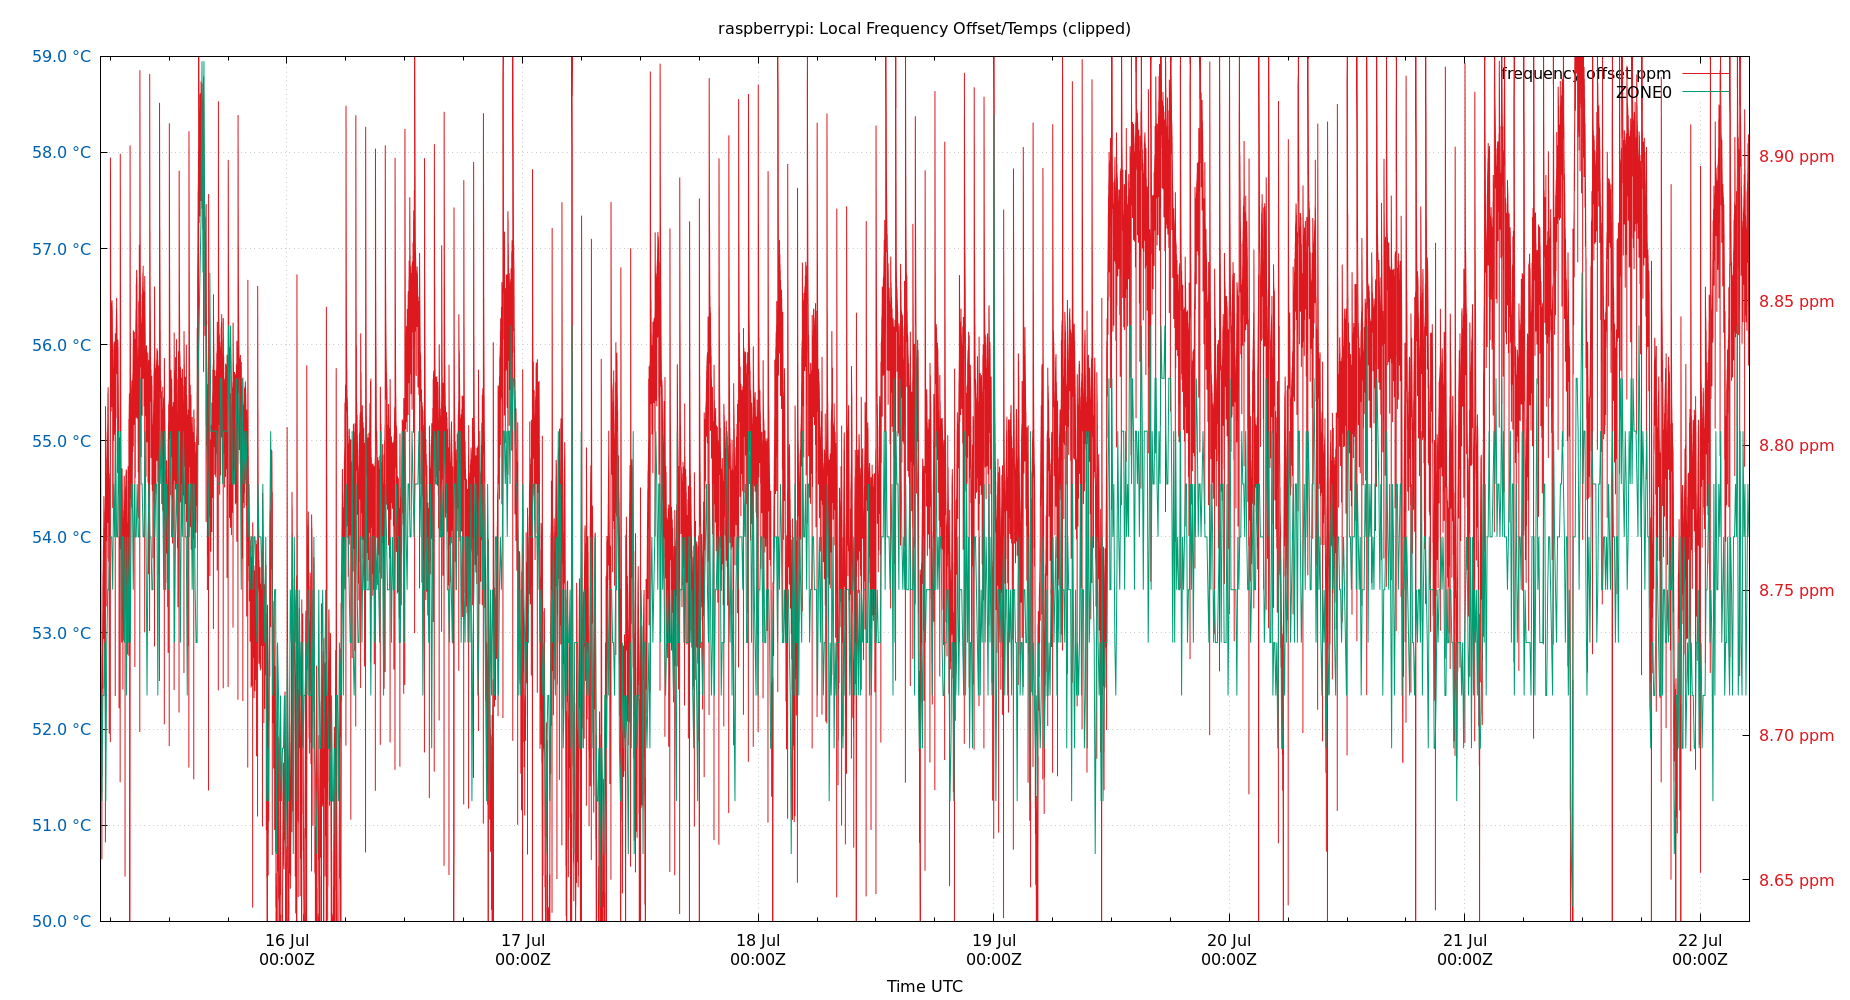 raspberrypi: Local Frequency Offset/Temps (clipped)
59.0 °C
58.0 °C
57.0 °C
56.0 °C
55.0 °C
54.0 °C
53.0 °C
52.0 °C
51.0 °C
50.0 °C
frequency offset ppm
ZONE0
8.90 ppm
8.85 ppm
8.80 ppm
8.75 ppm
8.70 ppm
8.65 ppm
16 Jul 17 Jul 18 Jul 19 Jul 20 Jul 21 Jul 22 Jul
00:00Z 00:00Z 00:00Z 00:00Z 00:00Z 00:00Z 00:00Z
Time UTC